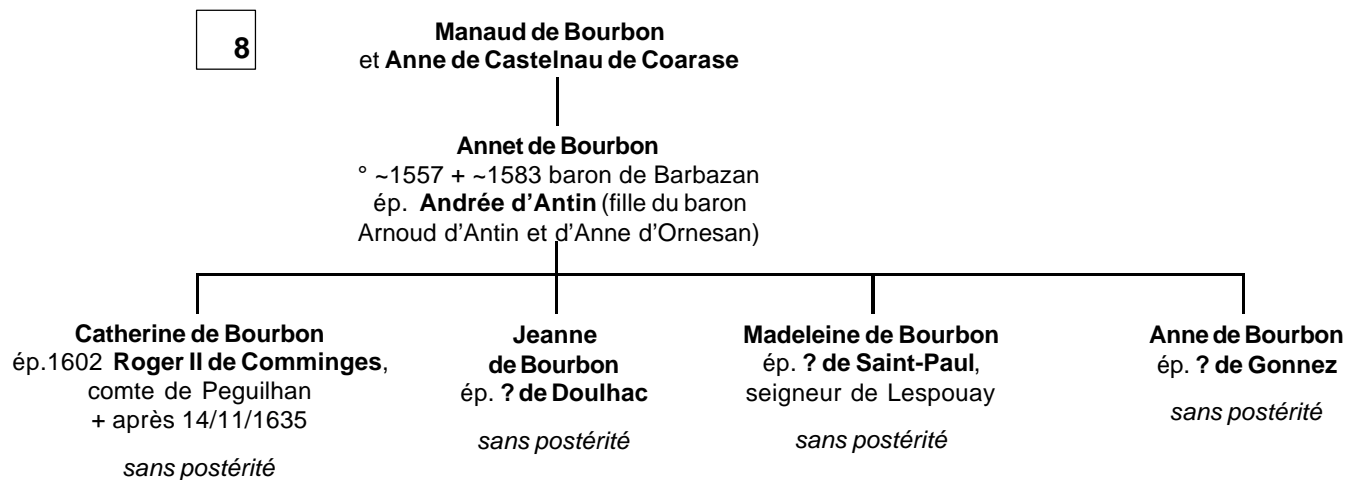 8
Manaud de Bourbon
et Anne de Castelnau de Coarase
Annet de Bourbon
° ~1557 + ~1583 baron de Barbazan
ép. Andrée d’Antin (fille du baron
Arnoud d’Antin et d’Anne d’Ornesan)
Catherine de Bourbon
ép.1602 Roger II de Comminges,
comte de Peguilhan
+ après 14/11/1635
sans postérité
Jeanne
de Bourbon
ép. ? de Doulhac
sans postérité
Madeleine de Bourbon
ép. ? de Saint-Paul,
seigneur de Lespouay
sans postérité
Anne de Bourbon
ép. ? de Gonnez
sans postérité